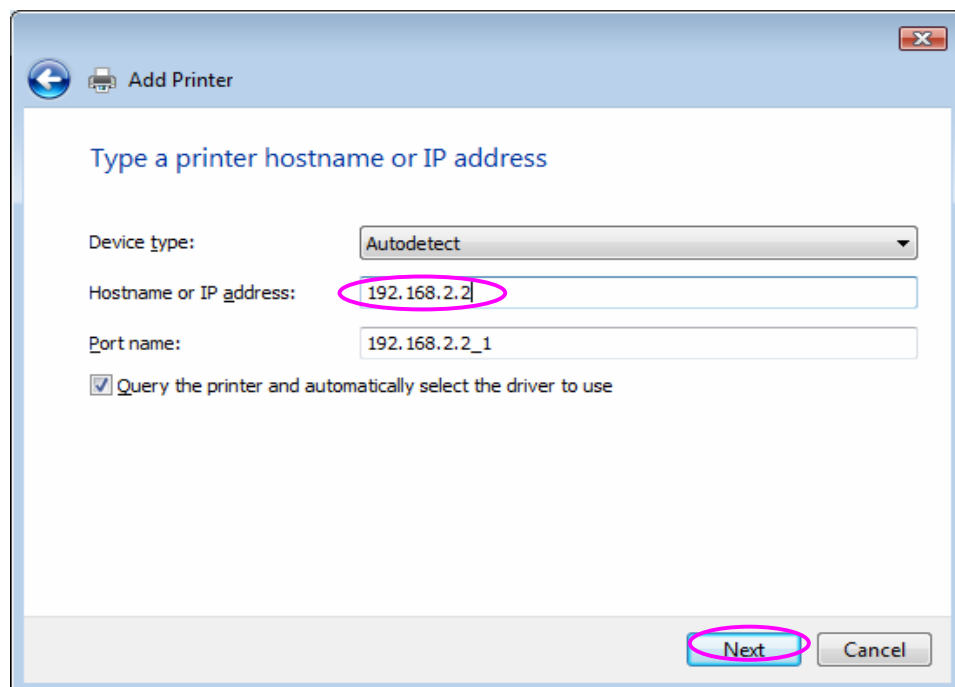 Add Printer
Type a printer hostname or IP address
Device type: Autodetect
Hostname or IP address: 192.168.2.2
Port name: 192.168.2.2_1
Query the printer and automatically select the driver to use
Next Cancel